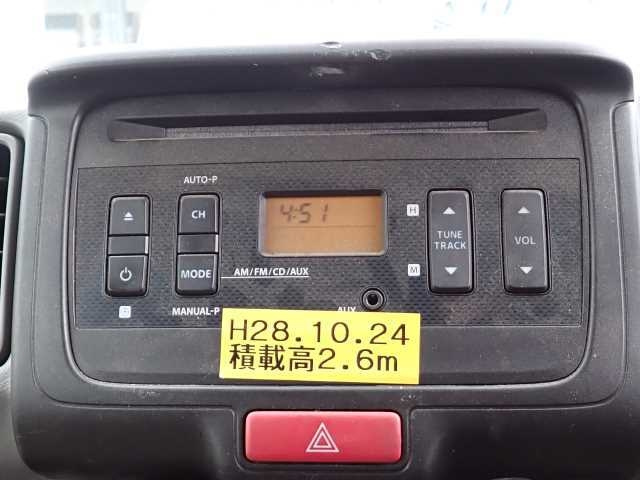 AUTO-P
CH
4:51
H
TUNE
TRACK
VOL
MODE
AM/FM/CD/AUX
M
MANUAL-P
AUX
H28.10.24
積載高2.6m